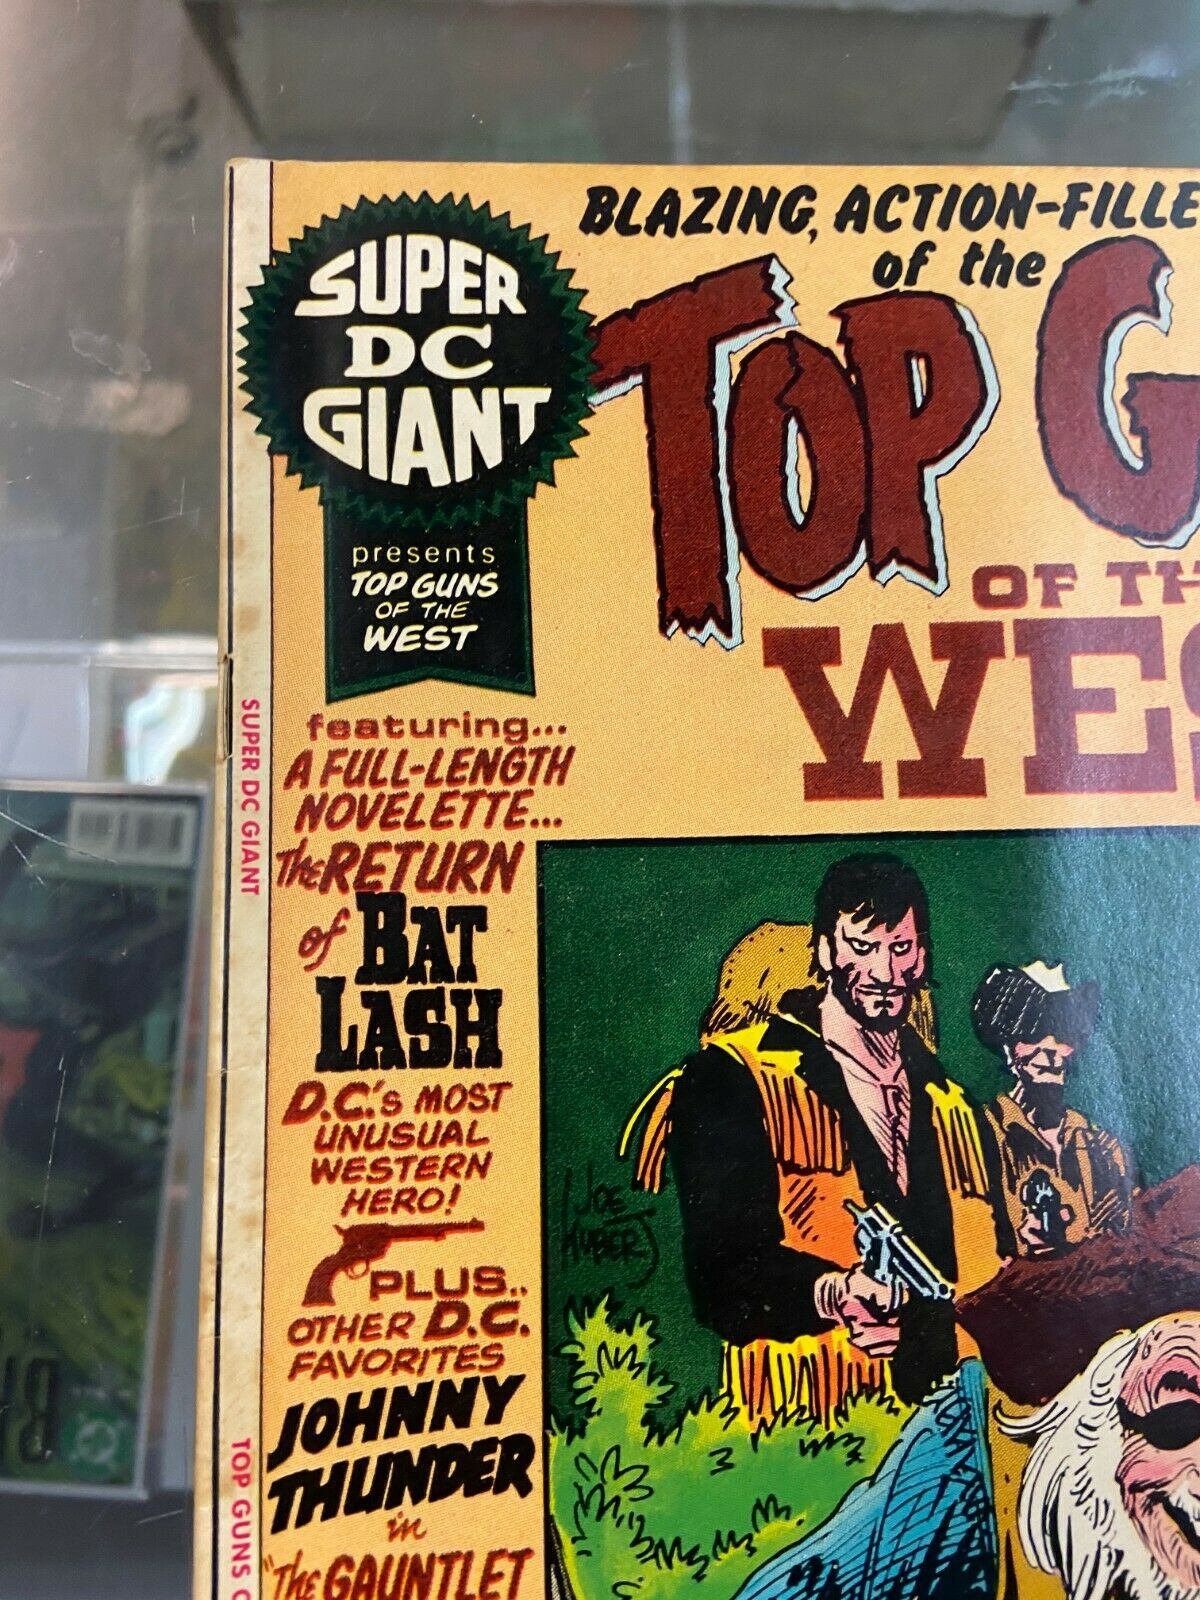 BLAZING, ACTION-FILLE
of the
TOP G
OF TH
WES
SUPER
DC
GIANT
presents
TOP GUNS
OF THE
WEST
featuring...
A FULL-LENGTH
NOVELETTE...
The RETURN
of BAT
LASH
D.C.'s MOST
UNUSUAL
WESTERN
HERO!
PLUS..
OTHER D.C.
FAVORITES
JOHNNY
THUNDER
in
"The GAUNTLET
SUPER DC GIANT
TOP GUNS O
JOE
KUBERT